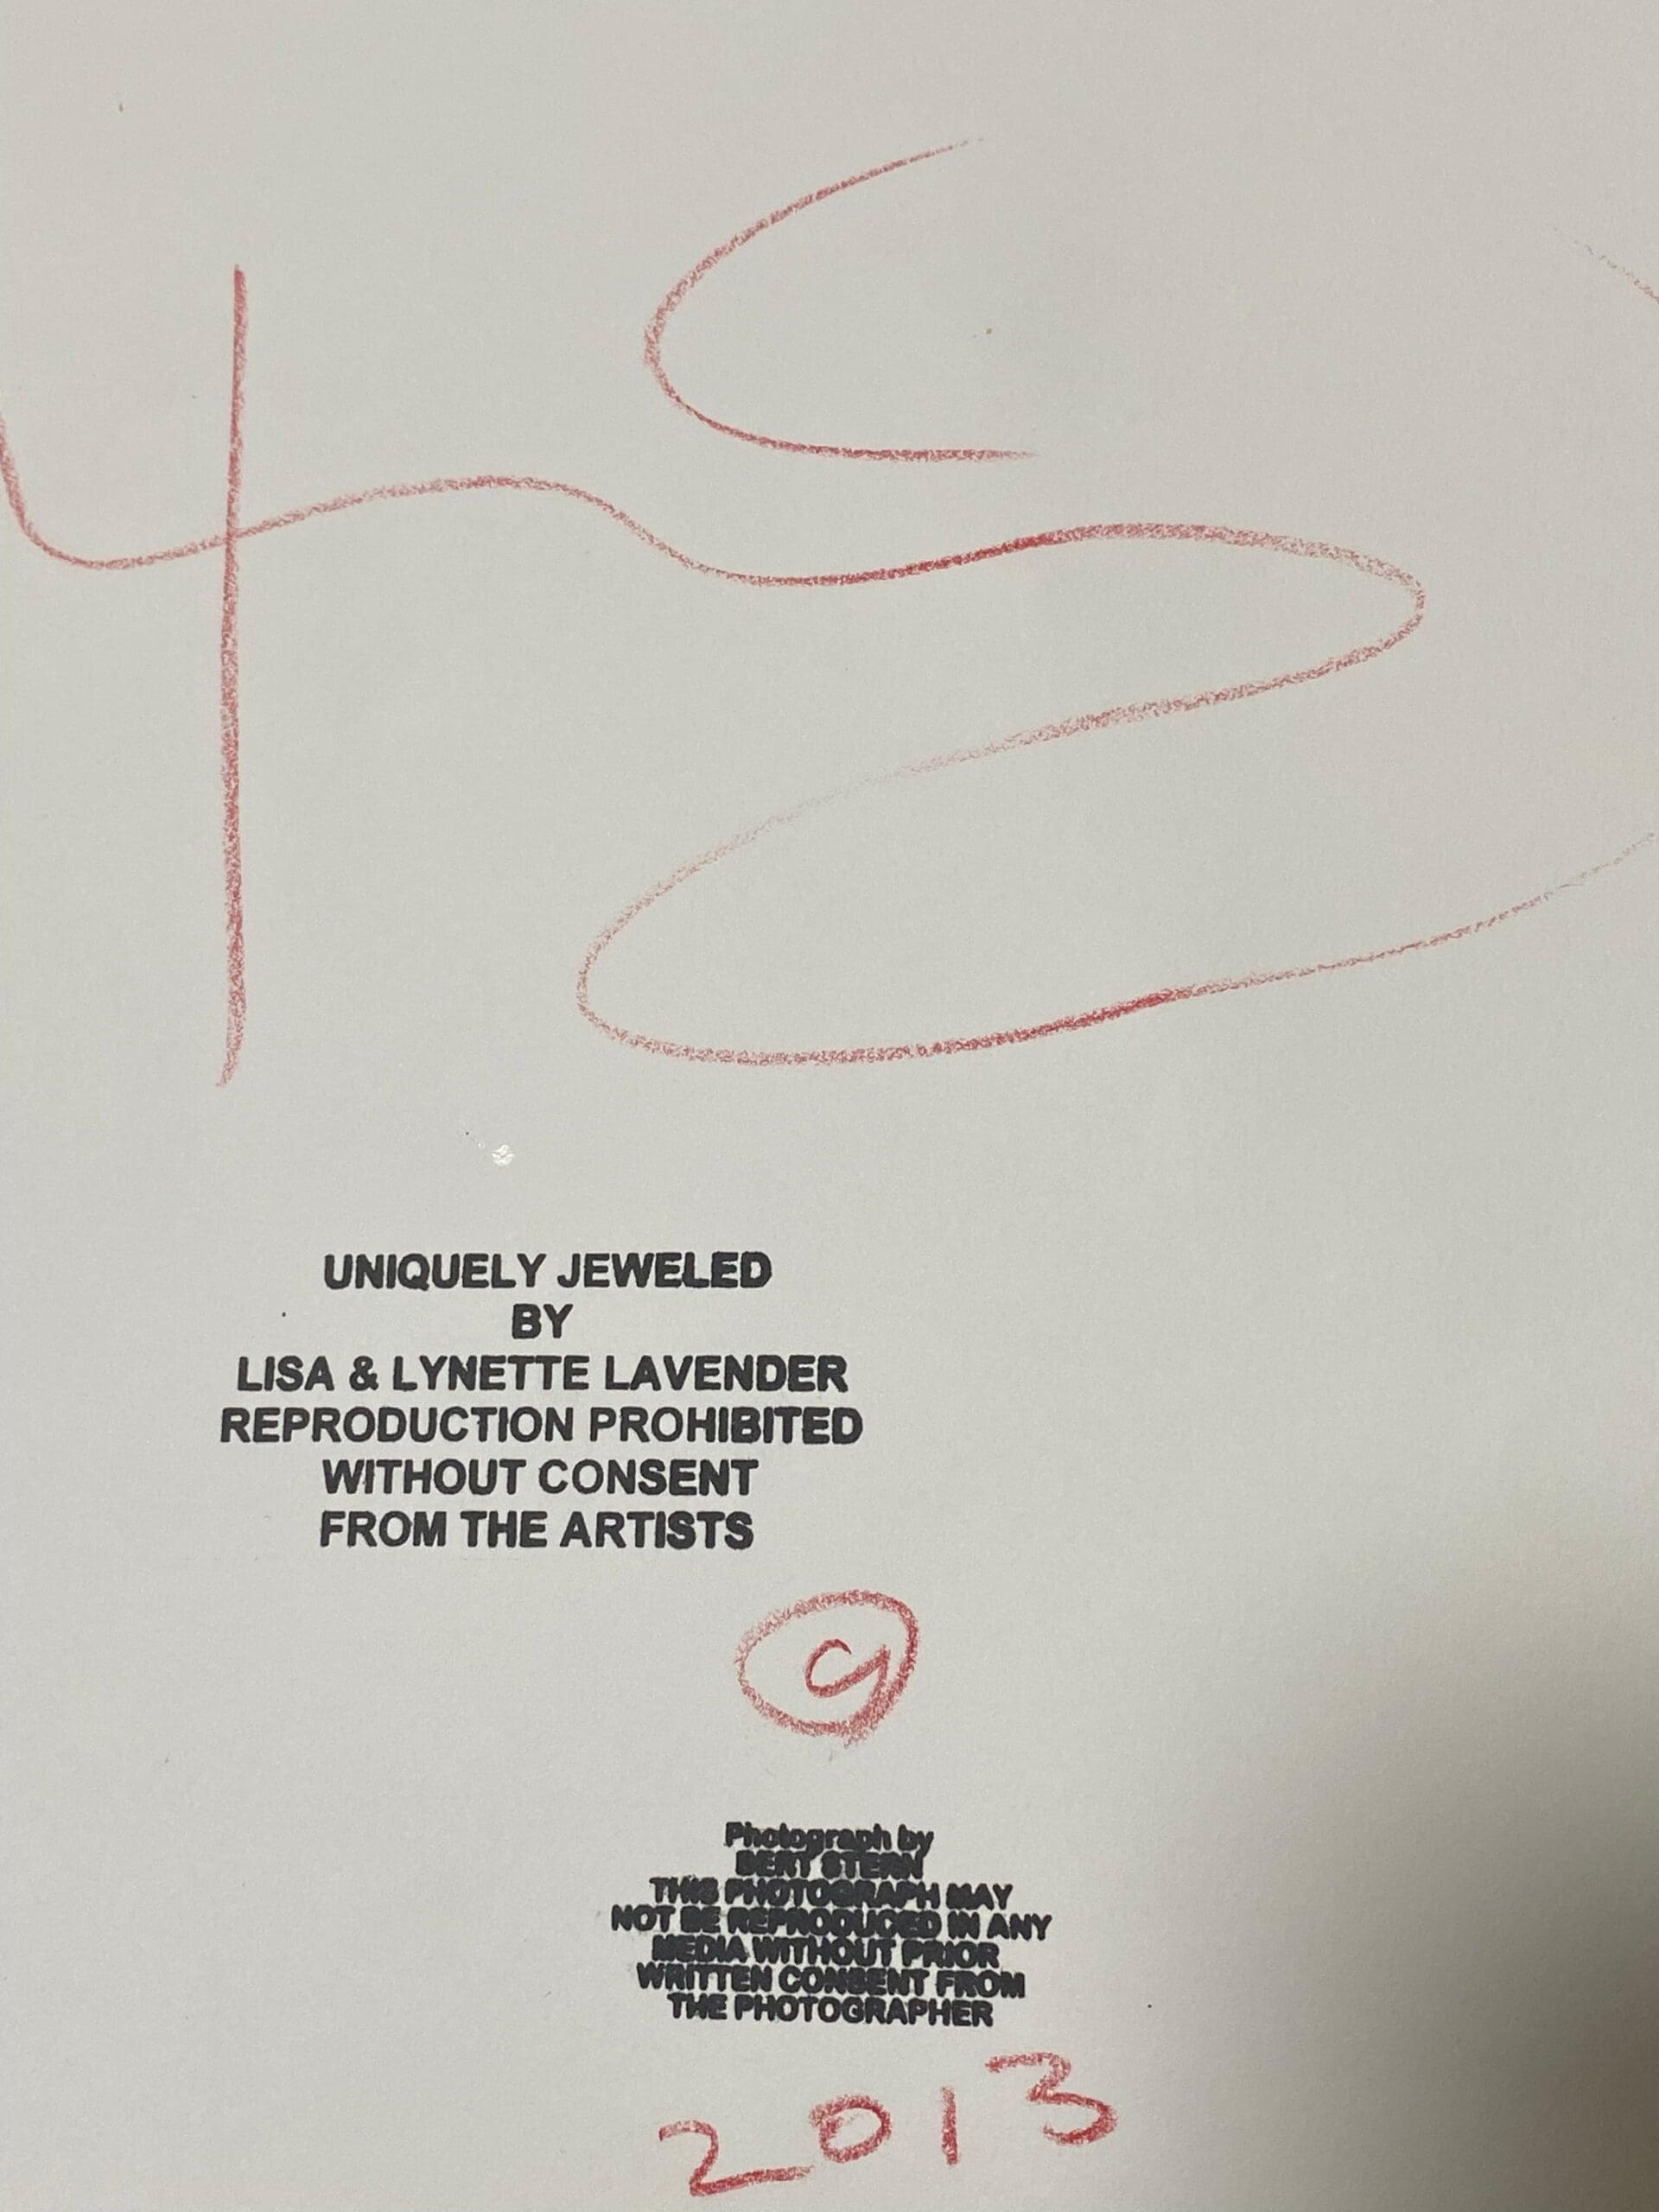 UNIQUELY JEWELED
BY
LISA & LYNETTE LAVENDER
REPRODUCTION PROHIBITED
WITHOUT CONSENT
FROM THE ARTISTS
©
Photograph by
BERT STERN
THIS PHOTOGRAPH MAY
NOT BE REPRODUCED IN ANY
MEDIA WITHOUT PRIOR
WRITTEN CONSENT FROM
THE PHOTOGRAPHER
2013